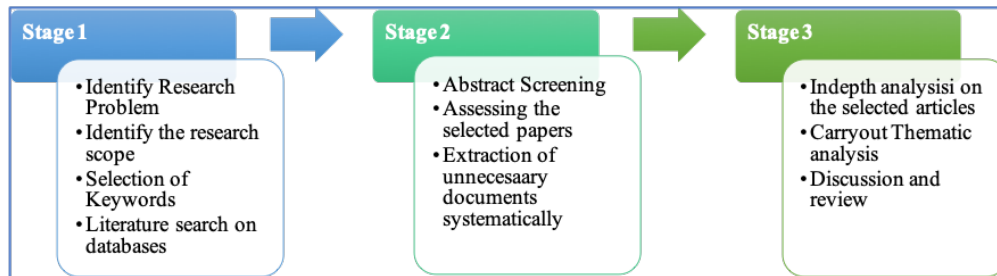 Stage 1
• Identify Research
Problem
• Identify the research
scope
• Selection of
Keywords
• Literature search on
databases
Stage 2
• Abstract Screening
• Assessing the
selected papers
• Extraction of
unnecesaary
documents
systematically
Stage 3
• Indepth analysisi on
the selected articles
• Carryout Thematic
analysis
• Discussion and
review